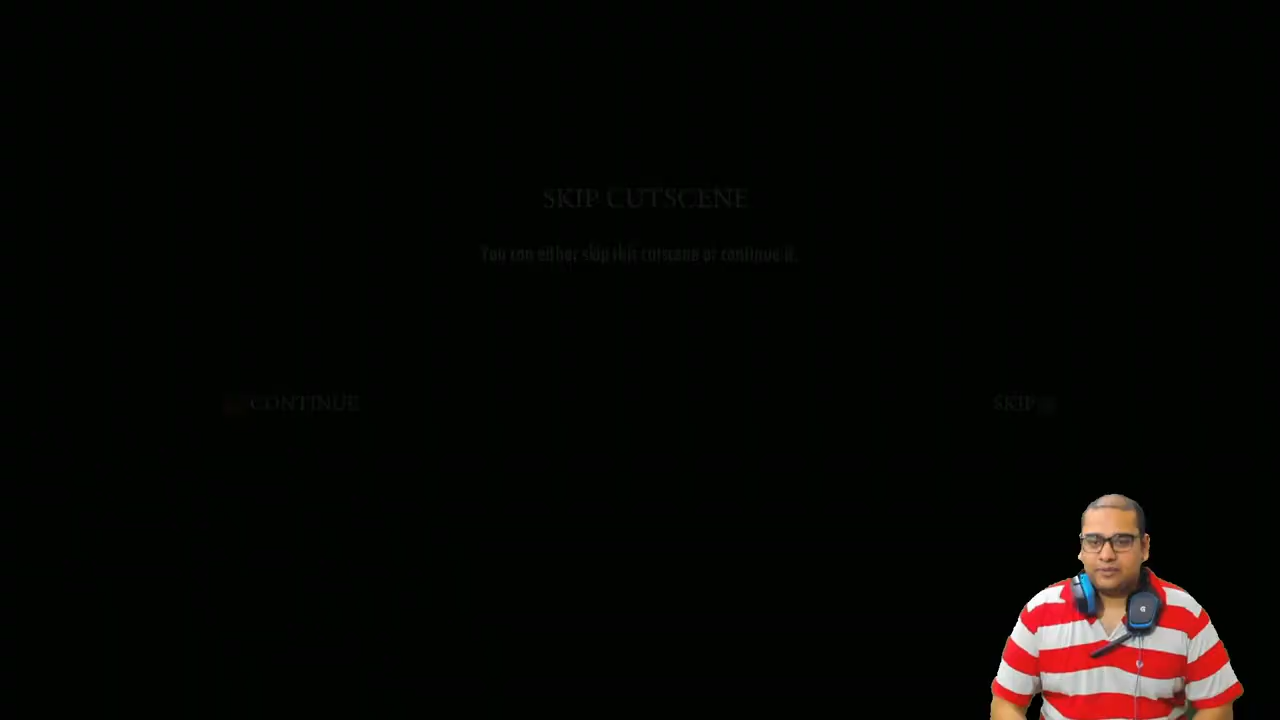 SKIP CUTSCENE
You can either skip this cutscene or continue it.
CONTINUE
SKIP